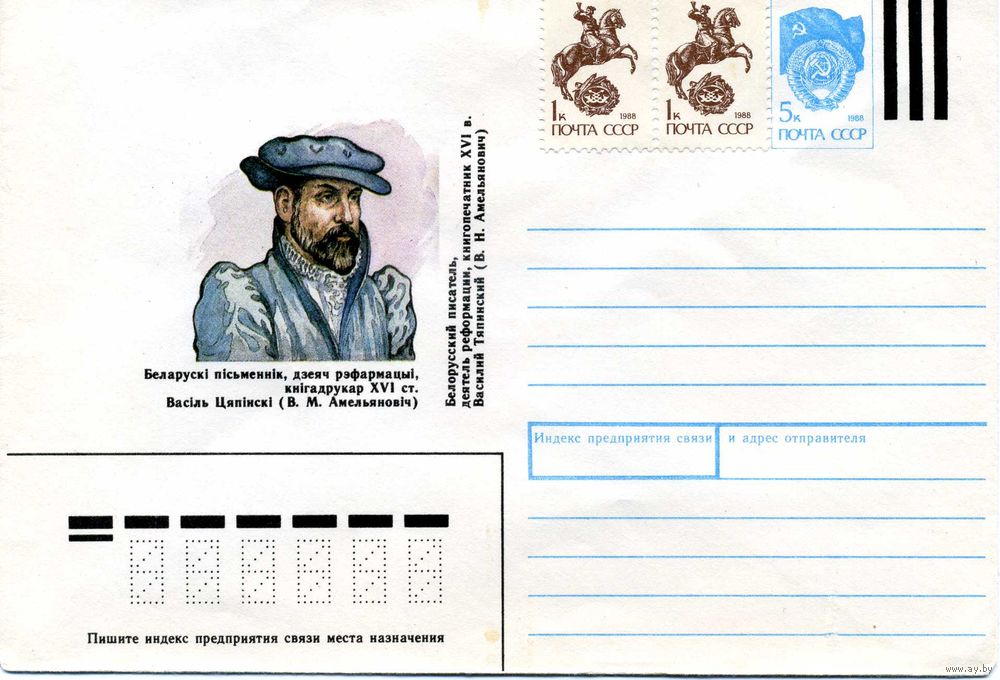 1к 1988
ПОЧТА СССР
1к 1988
ПОЧТА СССР
5к 1988
ПОЧТА СССР
Беларускі пісьменнік, дзеяч рэфармацыі,
кнігадрукар XVI ст.
Васіль Цяпінскі (В. М. Амельяновіч)
Белорусский писатель,
деятель реформации, книгопечатник XVI в.
Василий Тяпинский (В. Н. Амельянович)
Индекс предприятия связи и адрес отправителя
Пишите индекс предприятия связи места назначения
www.ay.by